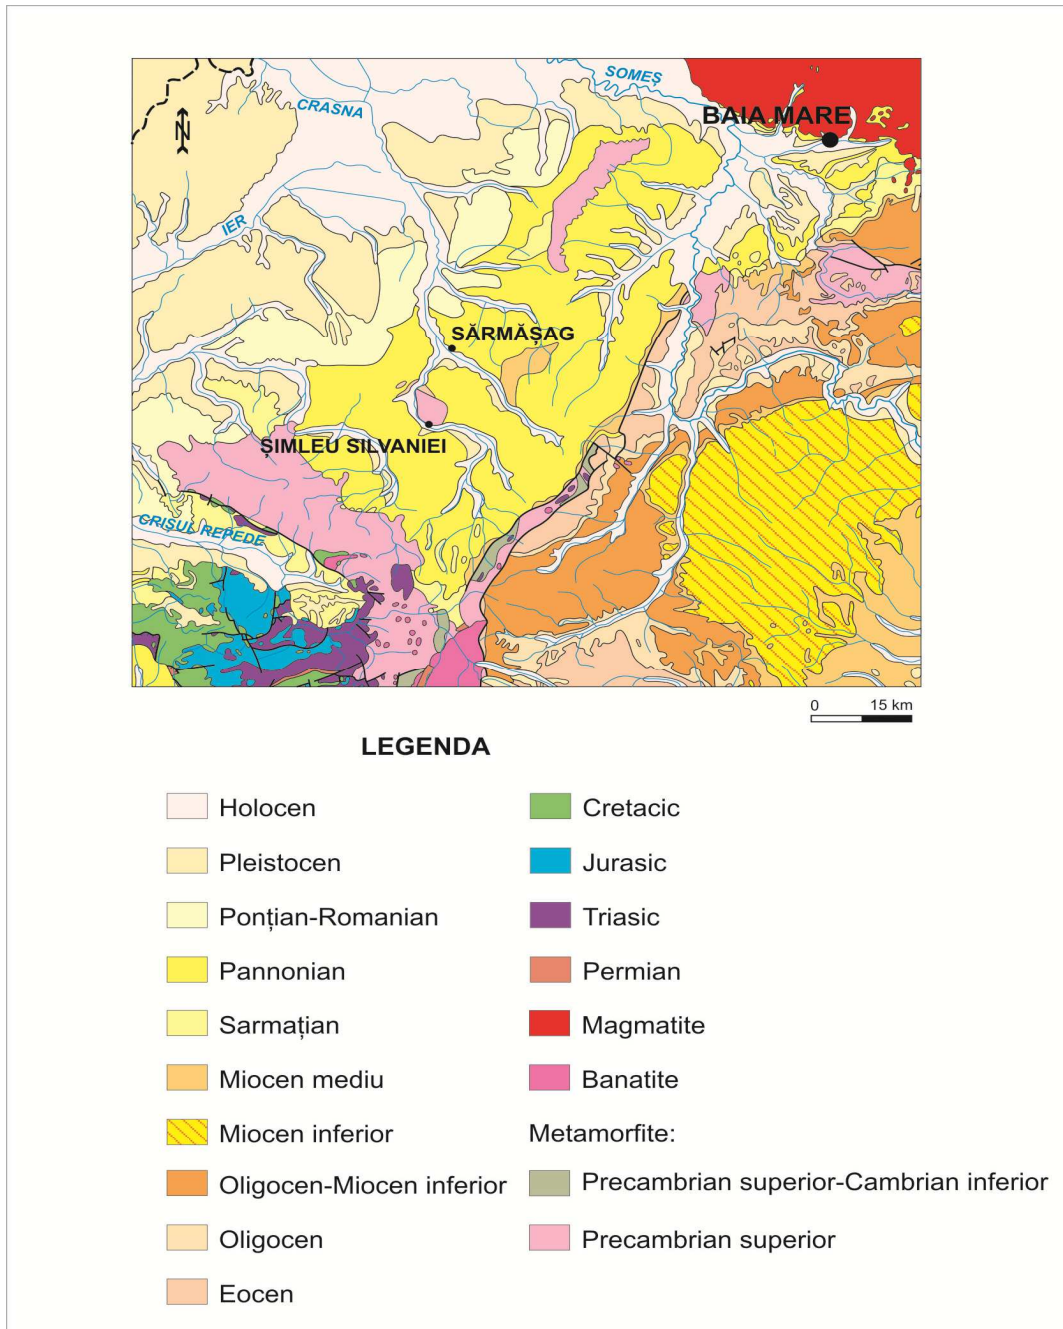 SOMEȘ
CRASNA
BAIA MARE
N
IER
SĂRMĂȘAG
ȘIMLEU SILVANIEI
CRIȘUL REPEDE
0 15 km
LEGENDA
Holocen
Pleistocen
Ponțian-Romanian
Pannonian
Sarmațian
Miocen mediu
Miocen inferior
Oligocen-Miocen inferior
Oligocen
Eocen
Cretacic
Jurasic
Triasic
Permian
Magmatite
Banatite
Metamorfite:
Precambrian superior-Cambrian inferior
Precambrian superior